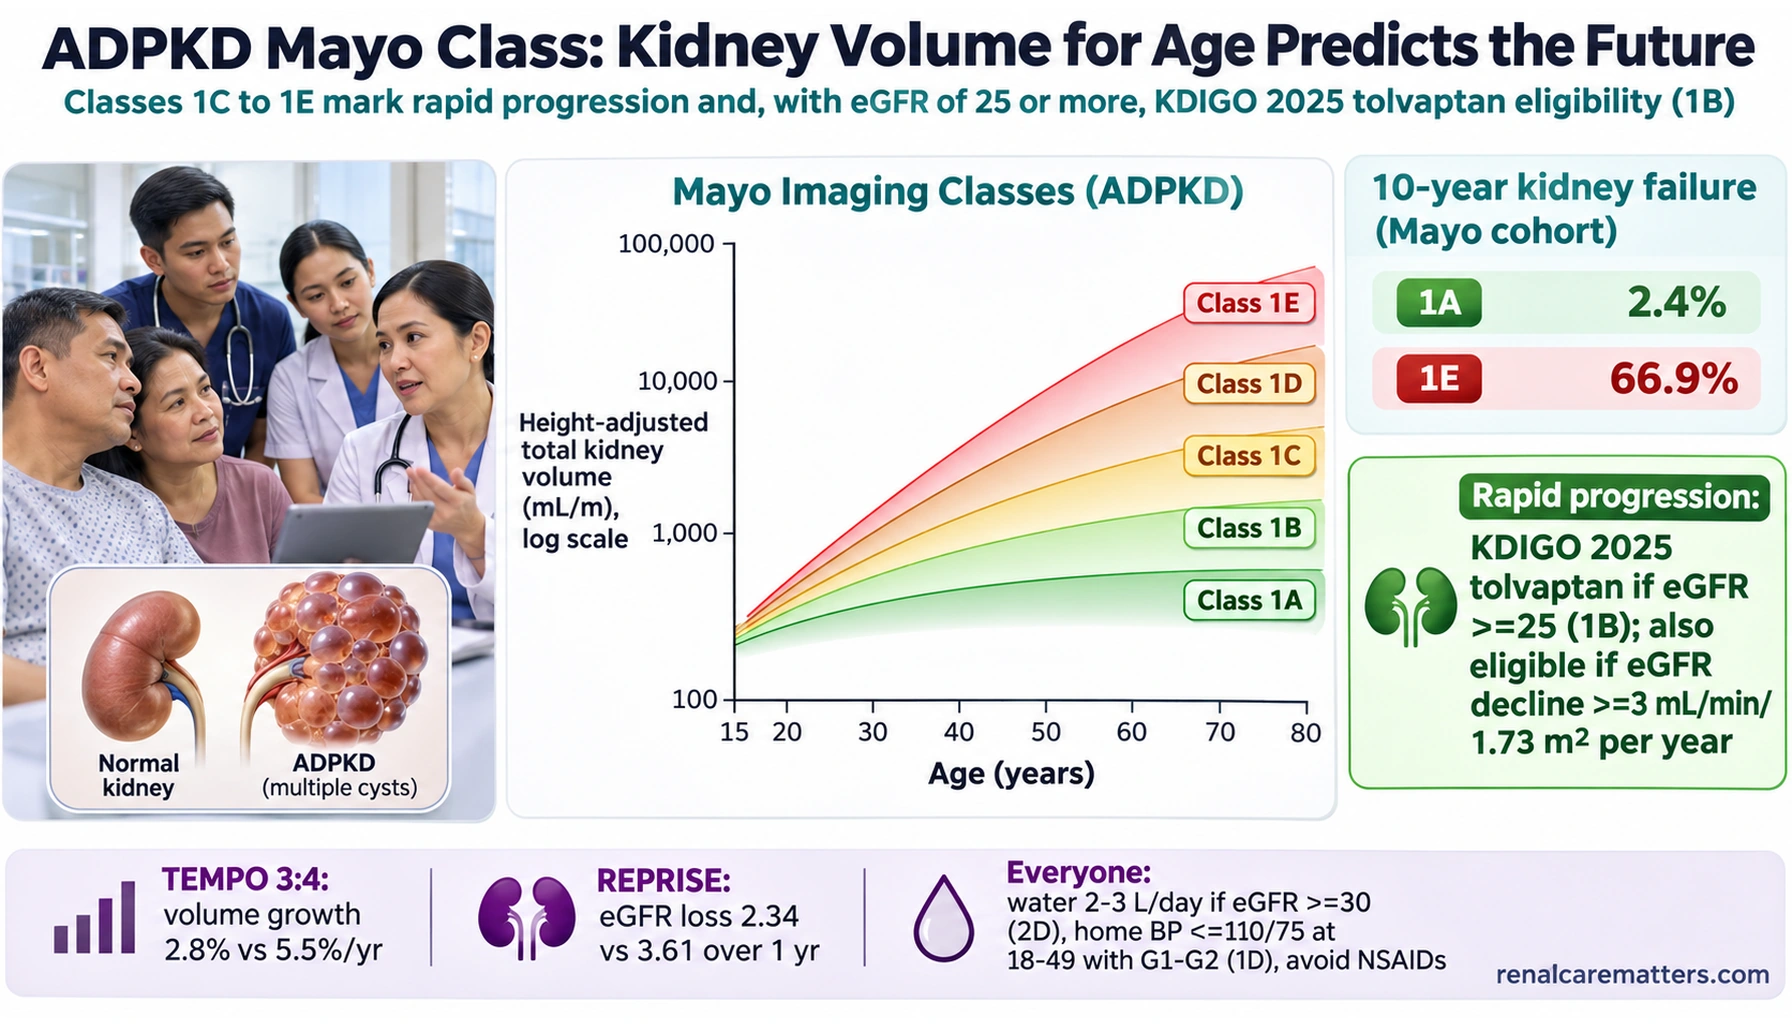 ADPKD Mayo Class: Kidney Volume for Age Predicts the Future
Classes 1C to 1E mark rapid progression and, with eGFR of 25 or more, KDIGO 2025 tolvaptan eligibility (1B)
Normal
kidney
ADPKD
(multiple cysts)
Mayo Imaging Classes (ADPKD)
Height-adjusted
total kidney
volume
(mL/m),
log scale
100,000
10,000
1,000
100
Class 1E
Class 1D
Class 1C
Class 1B
Class 1A
15 20 30 40 50 60 70 80
Age (years)
10-year kidney failure
(Mayo cohort)
1A 2.4%
1E 66.9%
Rapid progression:
KDIGO 2025
tolvaptan if eGFR
>=25 (1B); also
eligible if eGFR
decline >=3 mL/min/
1.73 m² per year
TEMPO 3:4:
volume growth
2.8% vs 5.5%/yr
REPRISE:
eGFR loss 2.34
vs 3.61 over 1 yr
Everyone:
water 2-3 L/day if eGFR >=30
(2D), home BP <=110/75 at
18-49 with G1-G2 (1D), avoid NSAIDs
renalcarematters.com